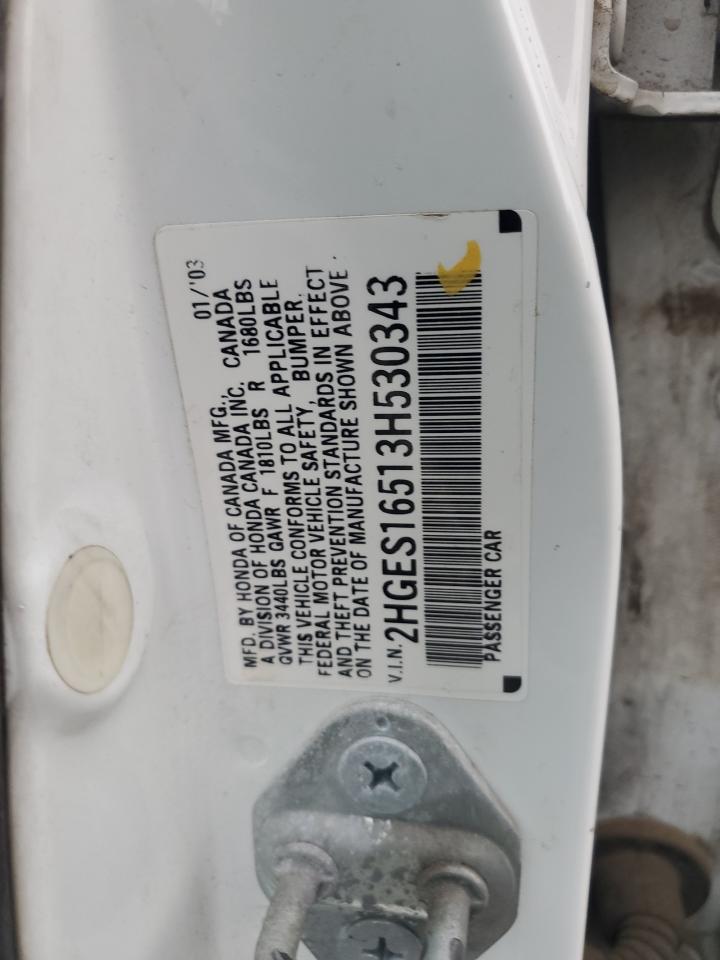 MFD. BY HONDA OF CANADA MFG., 01/'03
A DIVISION OF HONDA CANADA INC. CANADA
GVWR 3440LBS GAWR F 1810LBS R 1680LBS
THIS VEHICLE CONFORMS TO ALL APPLICABLE
FEDERAL MOTOR VEHICLE SAFETY, BUMPER.
AND THEFT PREVENTION STANDARDS IN EFFECT
ON THE DATE OF MANUFACTURE SHOWN ABOVE.
V.I.N. 2HGES16513H530343
PASSENGER CAR